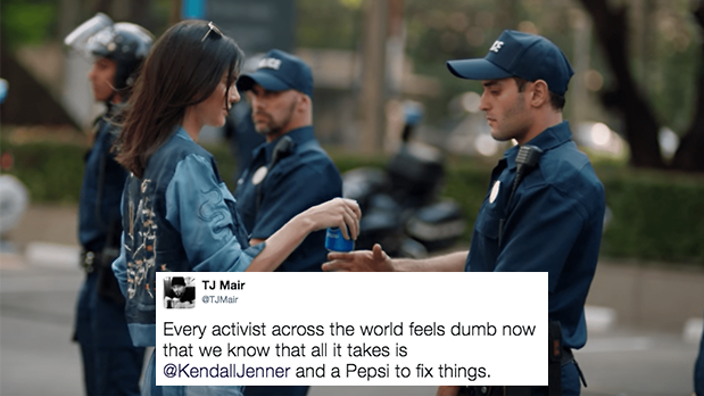 TJ Mair
@TJMair
Every activist across the world feels dumb now
that we know that all it takes is
@KendallJenner and a Pepsi to fix things.